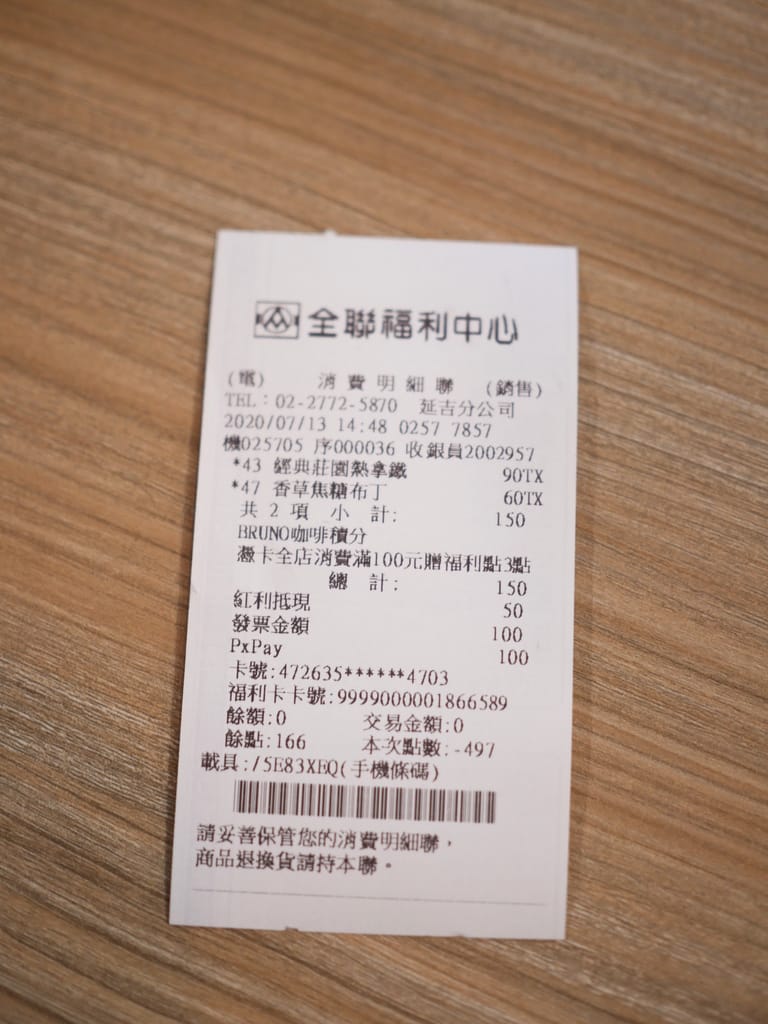 全聯福利中心
(電) 消費明細聯 (銷售)
TEL：02-2772-5870 延吉分公司
2020/07/13 14:48 0257 7857
機025705 序000036 收銀員2002957
*43 經典莊園熱拿鐵 90TX
*47 香草焦糖布丁 60TX
共 2 項 小 計: 150
BRUNO咖啡積分
憑卡全店消費滿100元贈福利點3點
總 計: 150
紅利抵現 50
發票金額 100
PxPay 100
卡號:472635******4703
福利卡卡號:9999000001866589
餘額:0 交易金額:0
餘點:166 本次點數:-497
載具:/5E83XEQ(手機條碼)
請妥善保管您的消費明細聯，
商品退換貨請持本聯。